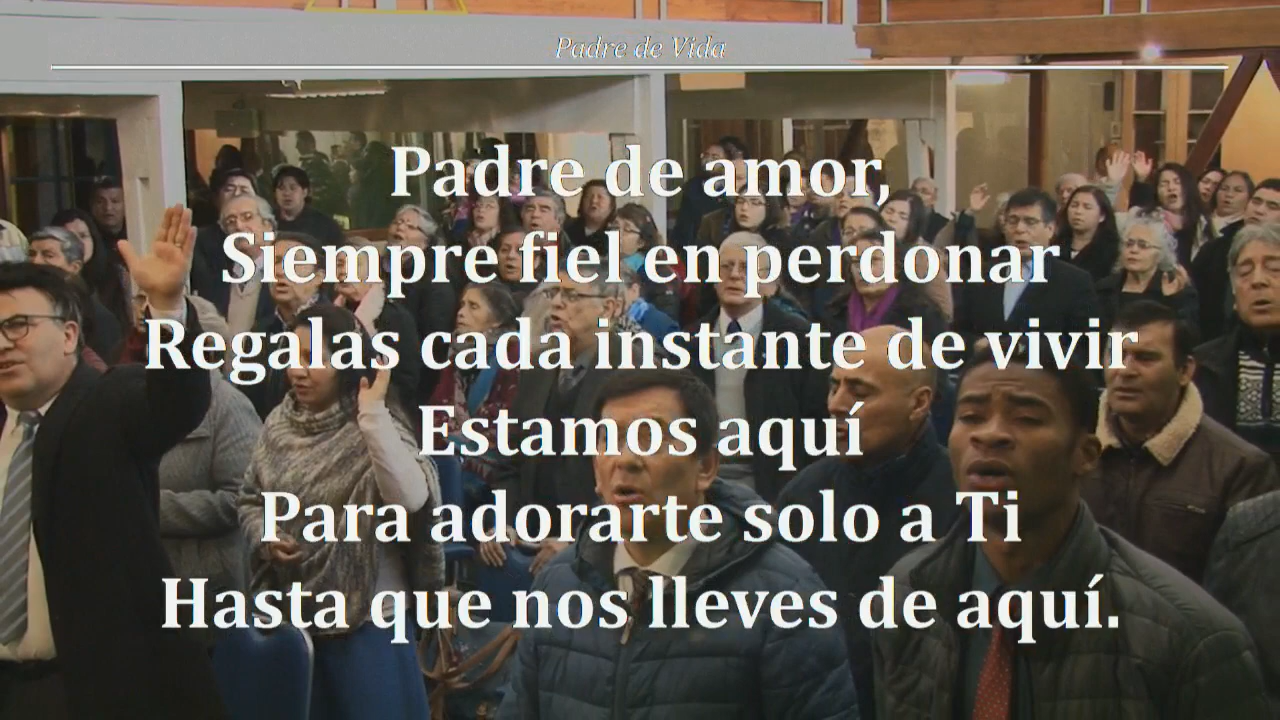 Padre de Vida
Padre de amor,
Siempre fiel en perdonar
Regalas cada instante de vivir
Estamos aquí
Para adorarte solo a Ti
Hasta que nos lleves de aquí.